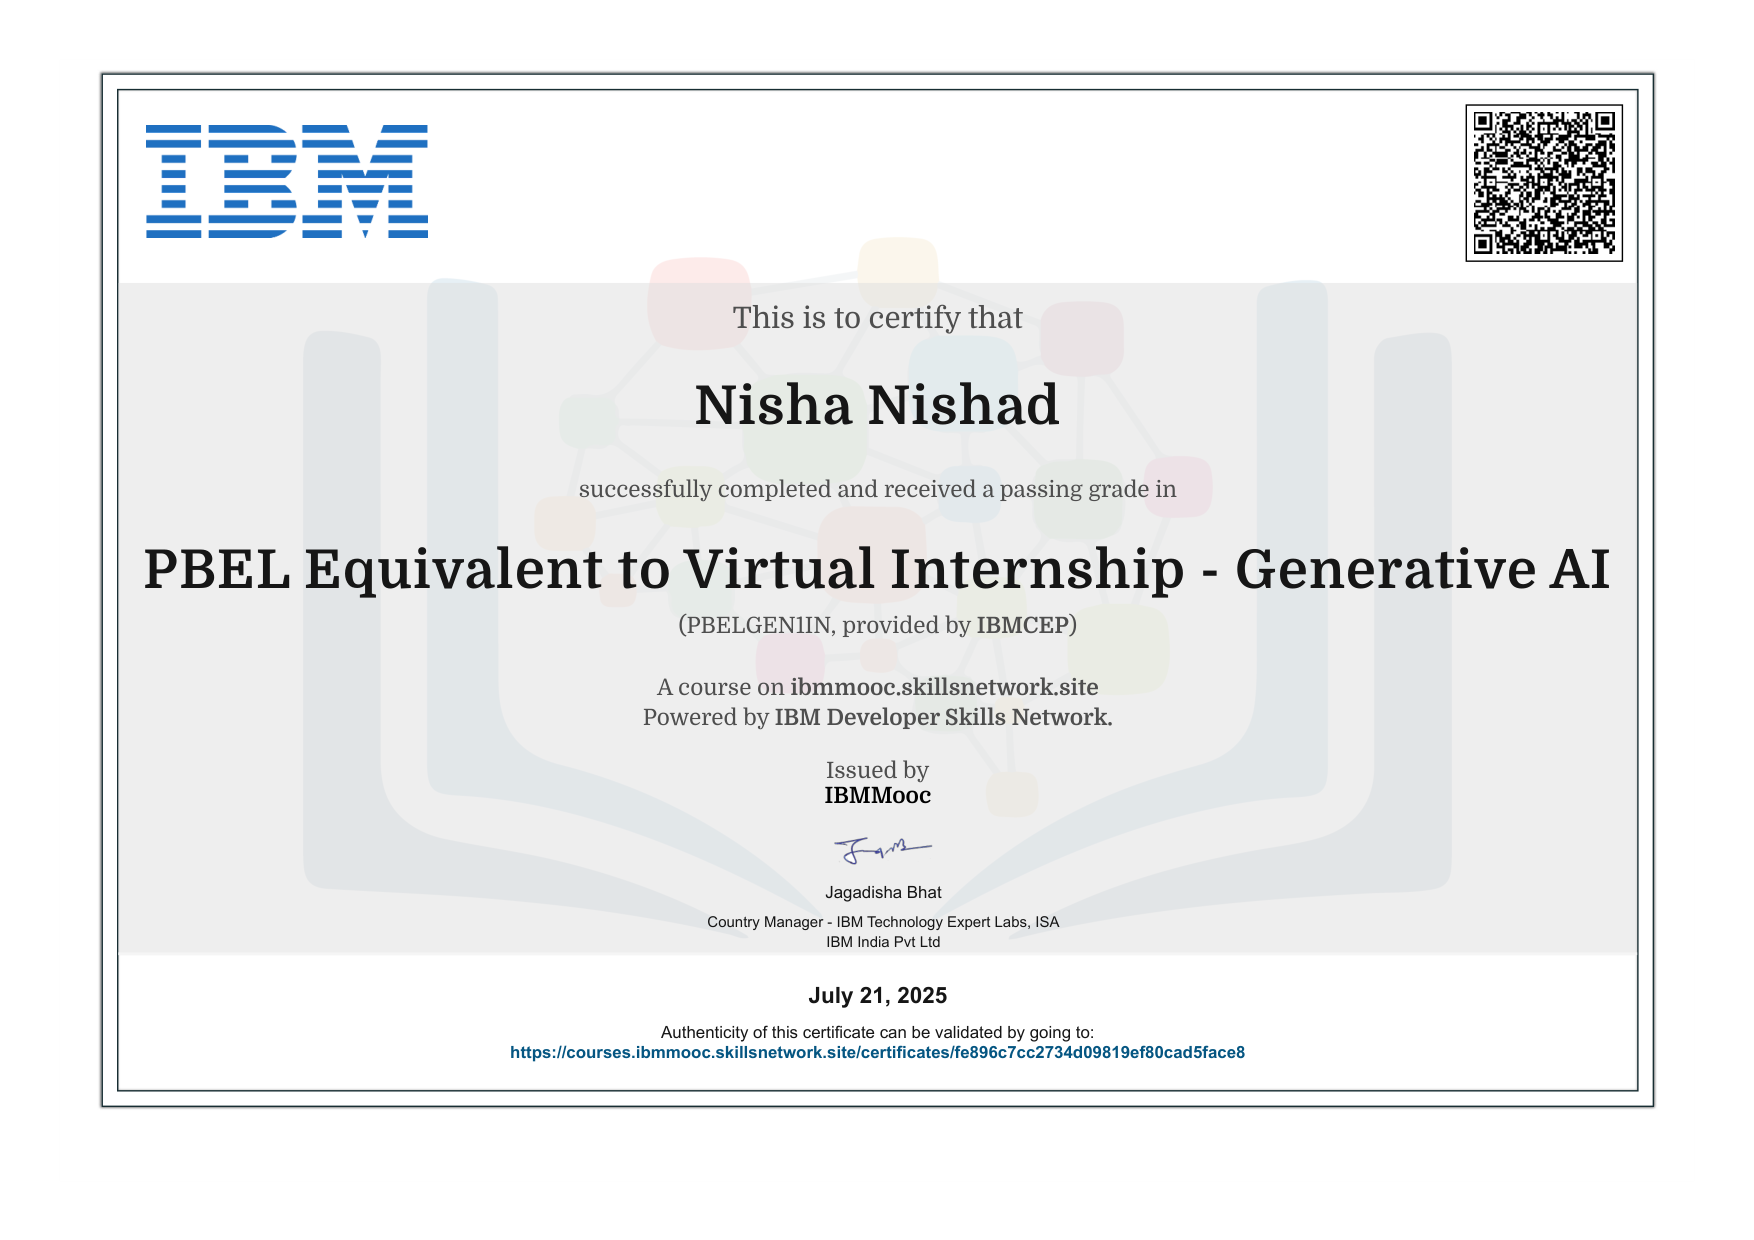 IBM
This is to certify that
Nisha Nishad
successfully completed and received a passing grade in
PBEL Equivalent to Virtual Internship - Generative AI
(PBELGEN1IN, provided by IBMCEP)
A course on ibmmooc.skillsnetwork.site
Powered by IBM Developer Skills Network.
Issued by
IBMMooc
Jagadisha Bhat
Country Manager - IBM Technology Expert Labs, ISA
IBM India Pvt Ltd
July 21, 2025
Authenticity of this certificate can be validated by going to:
https://courses.ibmmooc.skillsnetwork.site/certificates/fe896c7cc2734d09819ef80cad5face8